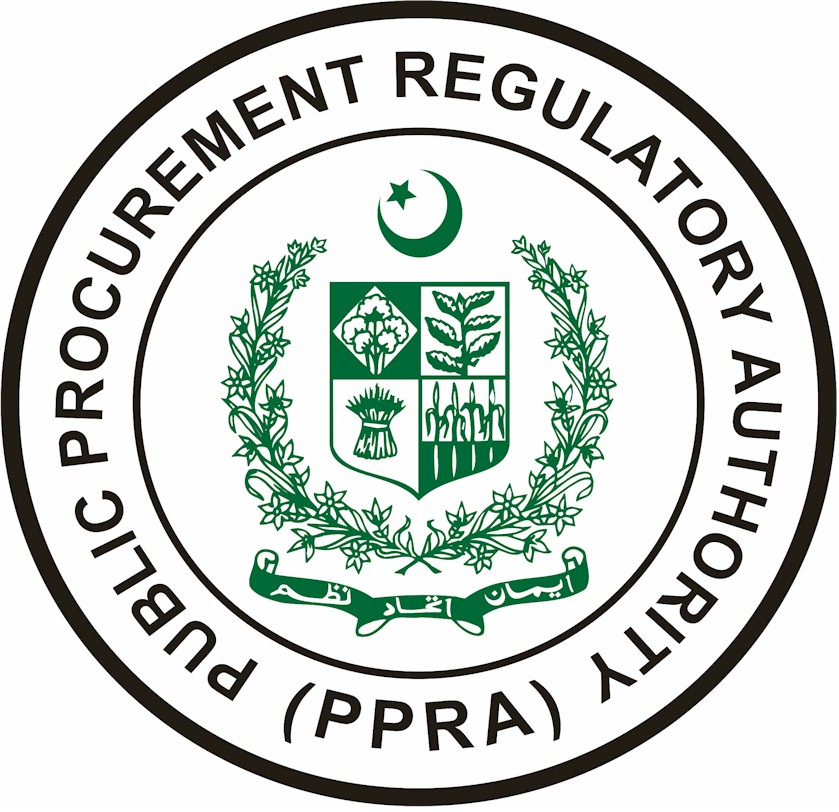 PUBLIC PROCUREMENT REGULATORY AUTHORITY
(PPRA)
ایمان اتحاد نظم